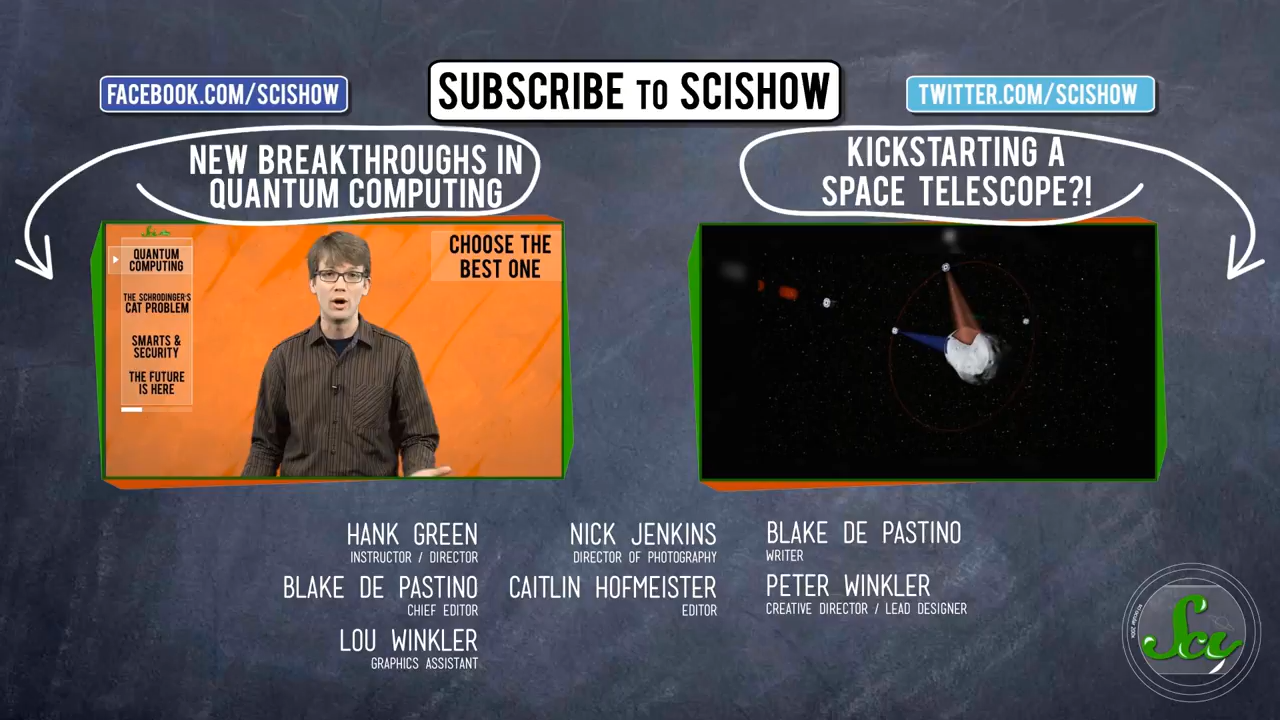 FACEBOOK.COM/SCISHOW
SUBSCRIBE TO SCISHOW
TWITTER.COM/SCISHOW
NEW BREAKTHROUGHS IN
QUANTUM COMPUTING
KICKSTARTING A
SPACE TELESCOPE?!
QUANTUM
COMPUTING
THE SCHRODINGER'S
CAT PROBLEM
SMARTS &
SECURITY
THE FUTURE
IS HERE
CHOOSE THE
BEST ONE
HANK GREEN
INSTRUCTOR / DIRECTOR
BLAKE DE PASTINO
CHIEF EDITOR
LOU WINKLER
GRAPHICS ASSISTANT
NICK JENKINS
DIRECTOR OF PHOTOGRAPHY
CAITLIN HOFMEISTER
EDITOR
BLAKE DE PASTINO
WRITER
PETER WINKLER
CREATIVE DIRECTOR / LEAD DESIGNER
Sci